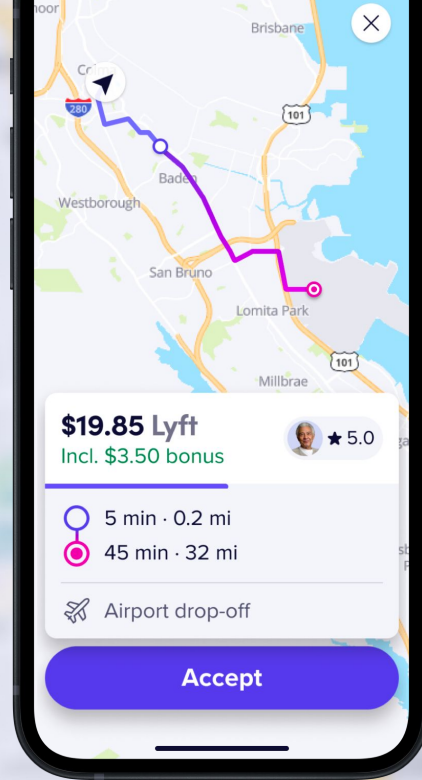 Brisbane
280
101
Baden
Westborough
San Bruno
Lomita Park
101
Millbrae
$19.85 Lyft
Incl. $3.50 bonus
★ 5.0
5 min · 0.2 mi
45 min · 32 mi
Airport drop-off
Accept